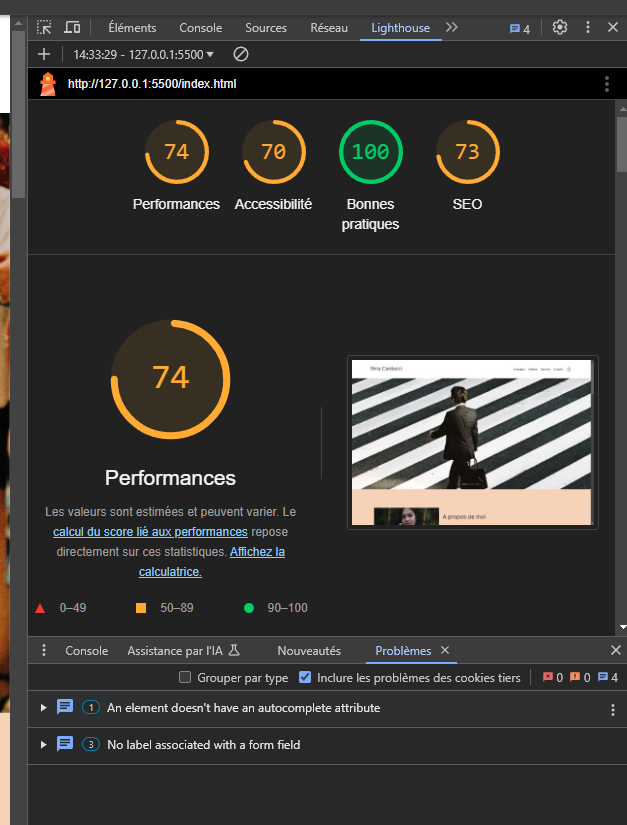 Éléments Console Sources Réseau Lighthouse 4
14:33:29 - 127.0.0.1:5500
http://127.0.0.1:5500/index.html
74 70 100 73
Performances Accessibilité Bonnes pratiques SEO
74
Nina Carducci
A propos de moi
Performances
Les valeurs sont estimées et peuvent varier. Le
calcul du score lié aux performances repose
directement sur ces statistiques. Affichez la
calculatrice.
0–49 50–89 90–100
Console Assistance par l'IA Nouveautés Problèmes
Grouper par type Inclure les problèmes des cookies tiers 0 0 4
1 An element doesn't have an autocomplete attribute
3 No label associated with a form field